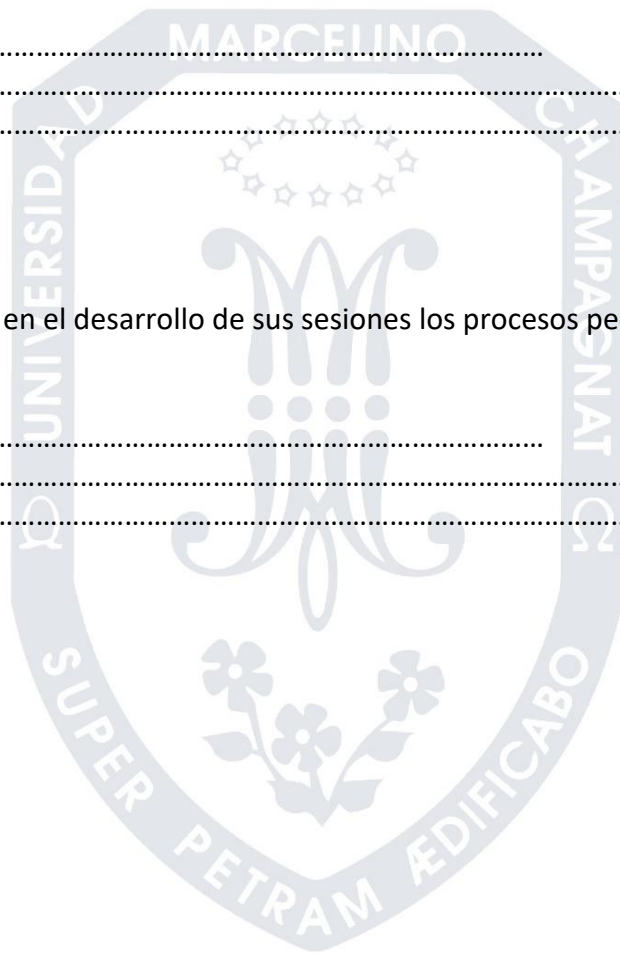 MARCELINO
UNIVERSIDAD
CHAMPAGNAT
........................................................................................
........................................................................................
........................................................................................
en el desarrollo de sus sesiones los procesos pe
........................................................................................
........................................................................................
........................................................................................
Ω
Ω
SUPER PETRAM ÆDIFICABO